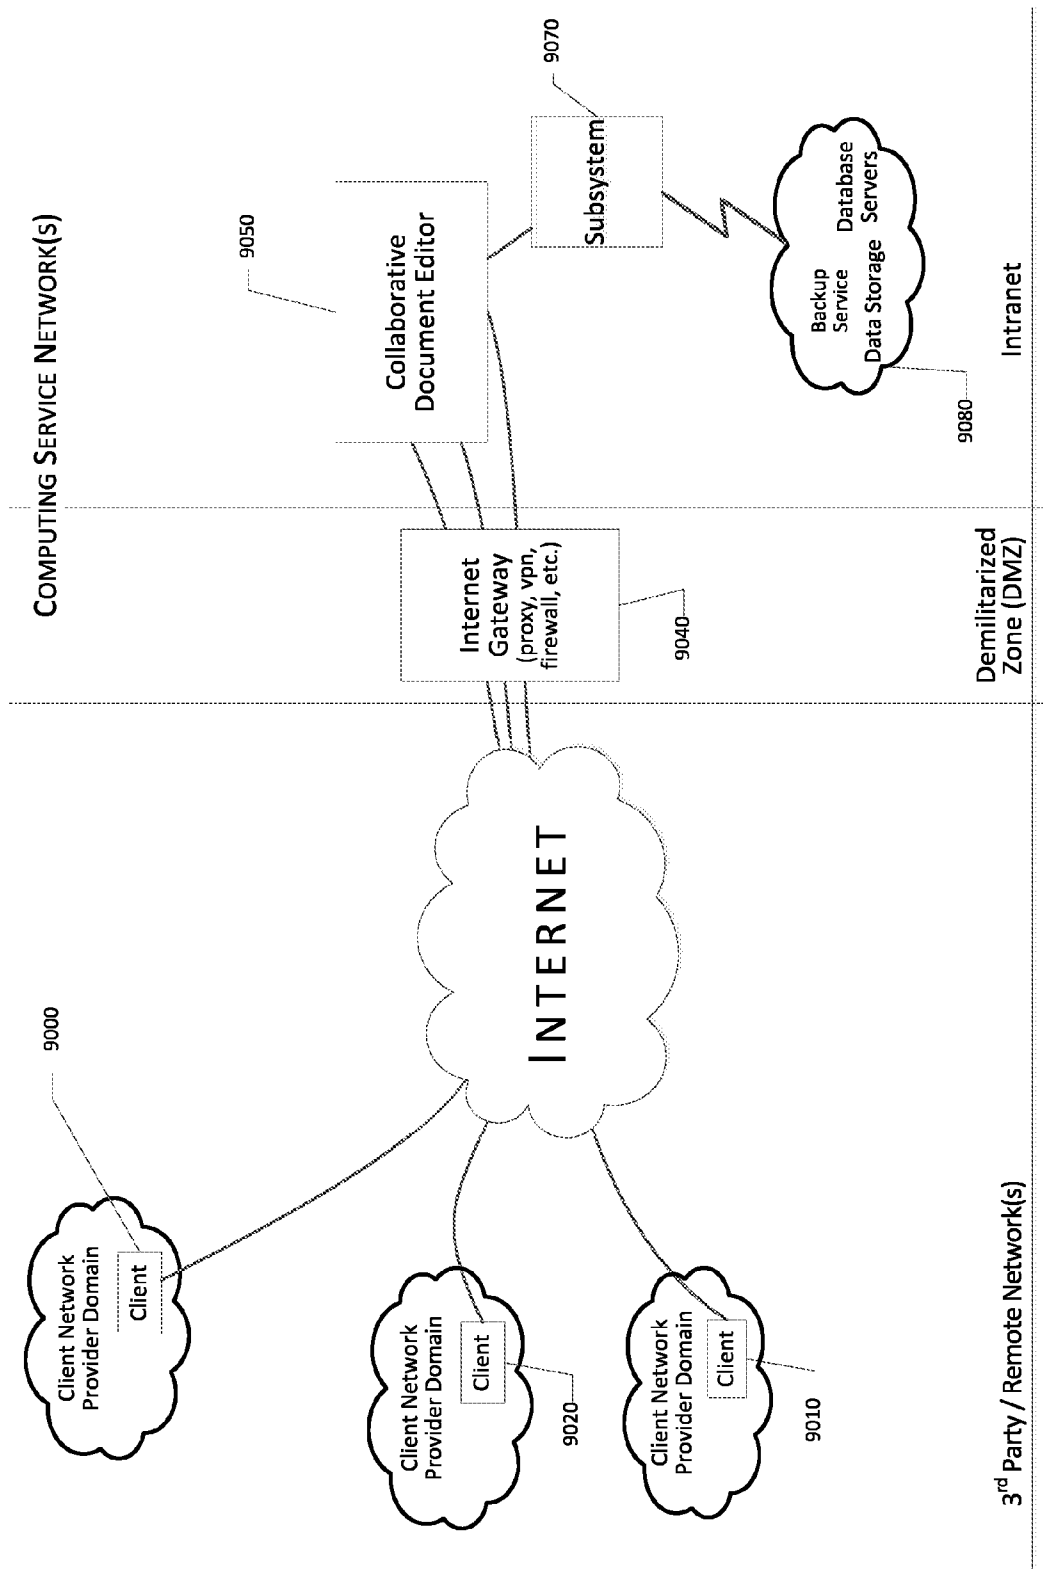 COMPUTING SERVICE NETWORK(S)
9000
Client Network
Provider Domain
Client
Client Network
Provider Domain
Client
9020
Client Network
Provider Domain
Client
9010
INTERNET
Internet
Gateway
(proxy, vpn,
firewall, etc.)
9040
9050
Collaborative
Document Editor
9070
Subsystem
Backup
Service
Data Storage
Database
Servers
9080
3rd Party / Remote Network(s)
Demilitarized
Zone (DMZ)
Intranet